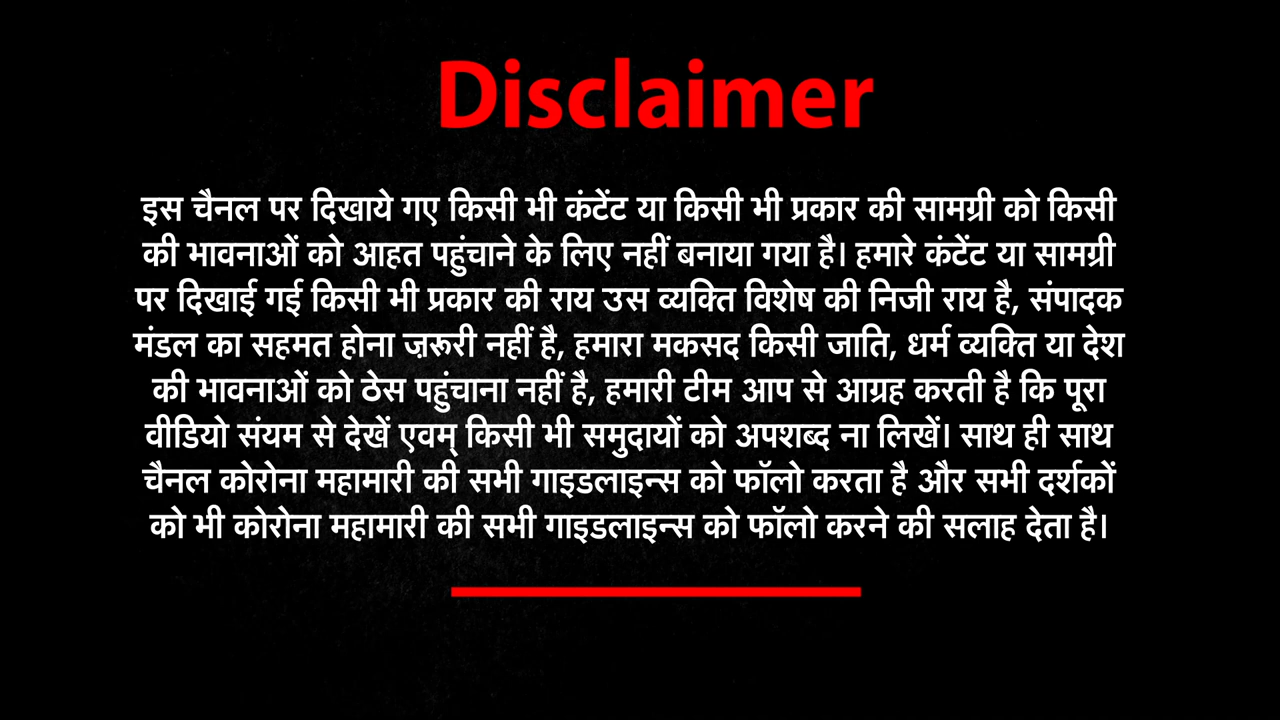 Disclaimer
इस चैनल पर दिखाये गए किसी भी कंटेंट या किसी भी प्रकार की सामग्री को किसी
की भावनाओं को आहत पहुंचाने के लिए नहीं बनाया गया है। हमारे कंटेंट या सामग्री
पर दिखाई गई किसी भी प्रकार की राय उस व्यक्ति विशेष की निजी राय है, संपादक
मंडल का सहमत होना ज़रूरी नहीं है, हमारा मकसद किसी जाति, धर्म व्यक्ति या देश
की भावनाओं को ठेस पहुंचाना नहीं है, हमारी टीम आप से आग्रह करती है कि पूरा
वीडियो संयम से देखें एवम् किसी भी समुदायों को अपशब्द ना लिखें। साथ ही साथ
चैनल कोरोना महामारी की सभी गाइडलाइन्स को फॉलो करता है और सभी दर्शकों
को भी कोरोना महामारी की सभी गाइडलाइन्स को फॉलो करने की सलाह देता है।